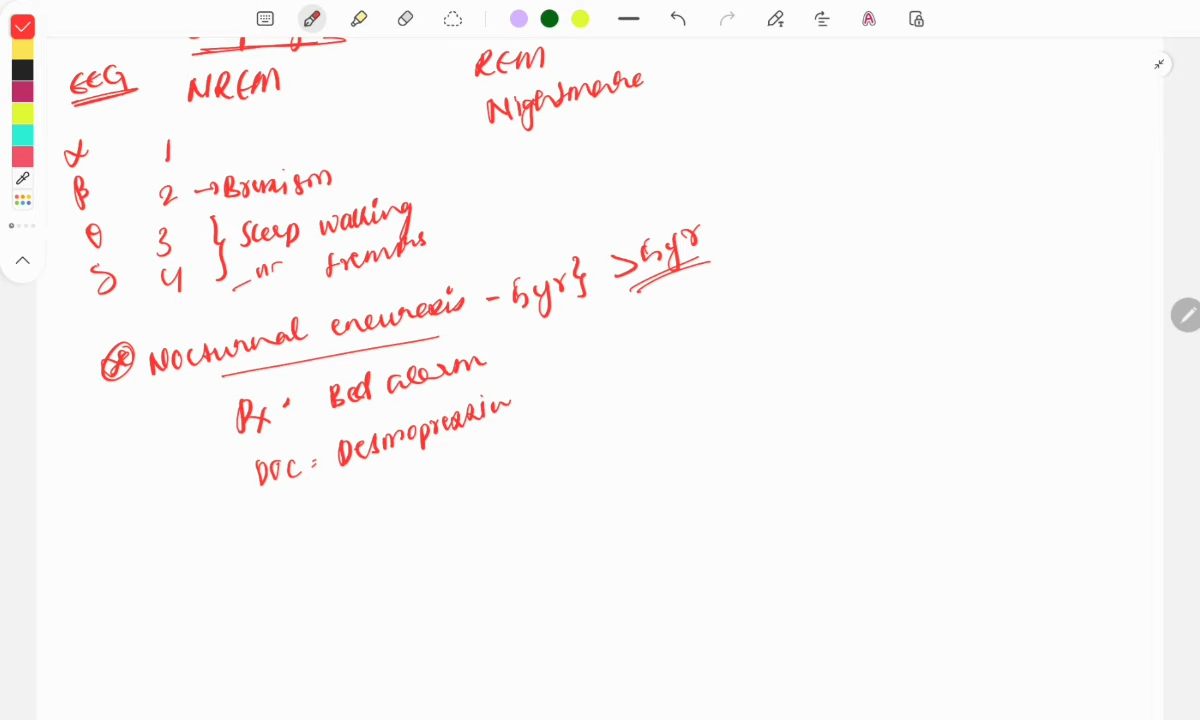 EEG NREM REM
Nightmare
α 1
β 2 → Bruxism
θ 3 } Sleep walking
δ 4
Nocturnal enuresis - 5yr} > 5yr
Rx • Bed alarm
DOC = Desmopressin